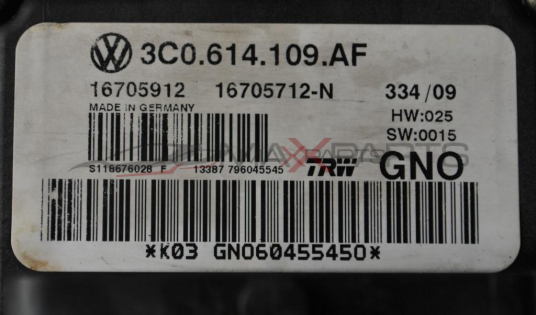 3C0.614.109.AF
16705912 16705712-N 334/09
MADE IN GERMANY HW:025
SW:0015
S118676028 F 13387 796045545 TRW GNO
*K03 GNO60455450*